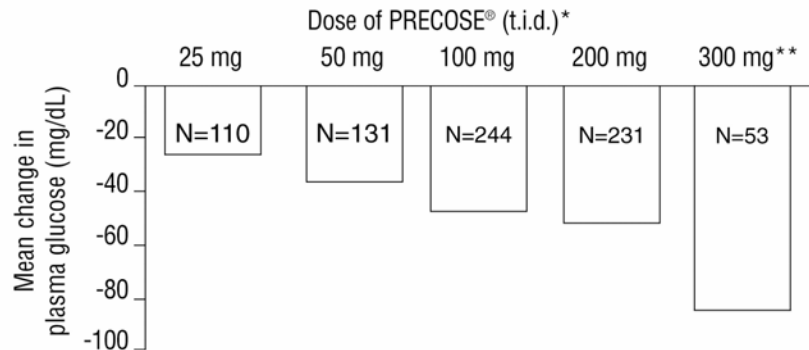 Dose of PRECOSE® (t.i.d.)*
25 mg 50 mg 100 mg 200 mg 300 mg**
Mean change in
plasma glucose (mg/dL)
0
-20
-40
-60
-80
-100
N=110 N=131 N=244 N=231 N=53